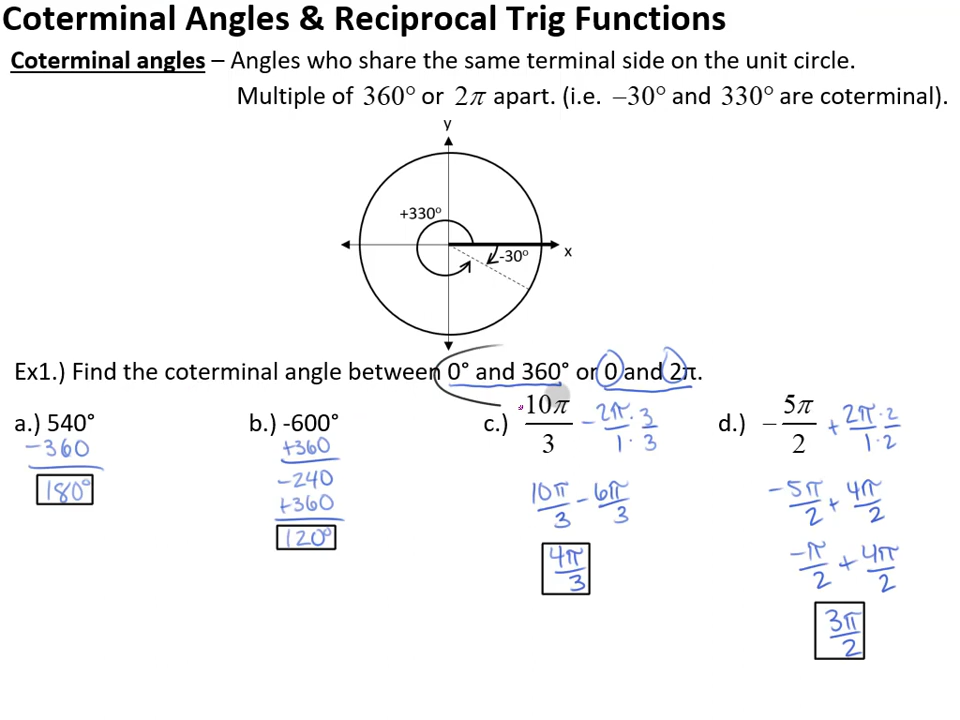 Coterminal Angles & Reciprocal Trig Functions
Coterminal angles – Angles who share the same terminal side on the unit circle.
Multiple of 360° or 2π apart. (i.e. –30° and 330° are coterminal).
y
+330°
x
-30°
Ex1.) Find the coterminal angle between 0° and 360° or 0 and 2π.
a.) 540°
-360
180°
b.) -600°
+360
-240
+360
120°
c.) 10π/3 - 2π/1 · 3/3
10π/3 - 6π/3
4π/3
d.) –5π/2 + 2π·2/1·2
-5π/2 + 4π/2
-π/2 + 4π/2
3π/2